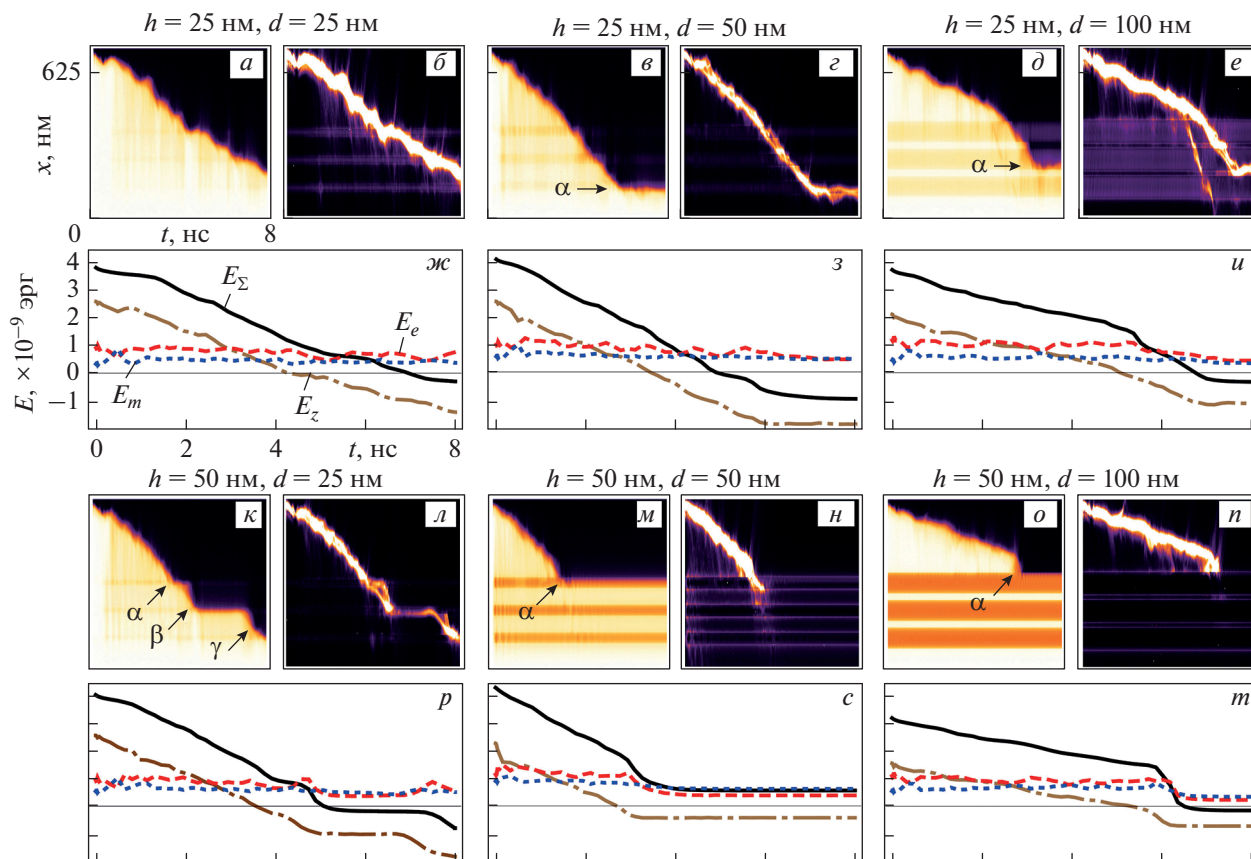 h = 25 нм, d = 25 нм
h = 25 нм, d = 50 нм
h = 25 нм, d = 100 нм
625
x, нм
0
t, нс
8
а
б
в
α
г
д
α
е
E, ×10⁻⁹ эрг
4
3
2
1
0
−1
ж
E_Σ
E_e
E_m
E_z
0
2
4
t, нс
8
з
и
h = 50 нм, d = 25 нм
h = 50 нм, d = 50 нм
h = 50 нм, d = 100 нм
к
α
β
γ
л
м
α
н
о
α
п
р
с
т